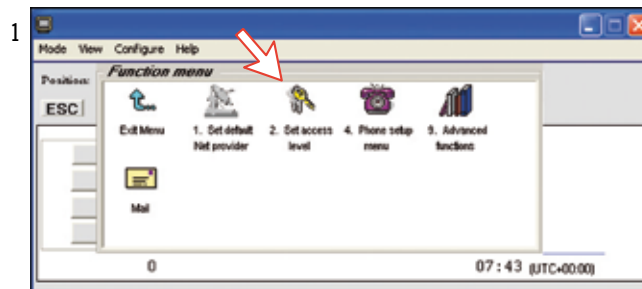 1
Mode View Configure Help
Position: Function menu
ESC
Exit Menu 1. Set default Net provider 2. Set access level 4. Phone setup menu 9. Advanced functions
Mail
0 07:43 (UTC+00:00)